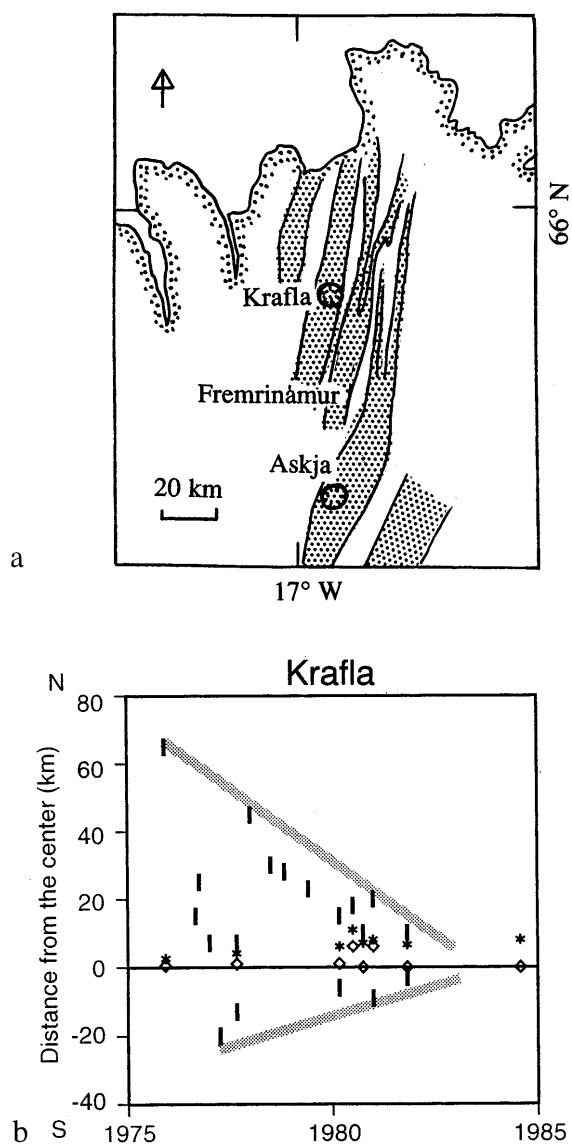 66° N
Krafla
Fremrinámur
Askja
20 km
a
17° W
Krafla
N
80
60
40
20
0
-20
-40
Distance from the center (km)
b
S
1975
1980
1985